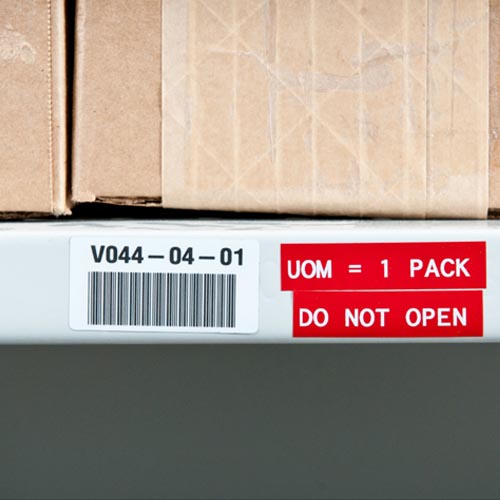 V044-04-01
UOM = 1 PACK
DO NOT OPEN